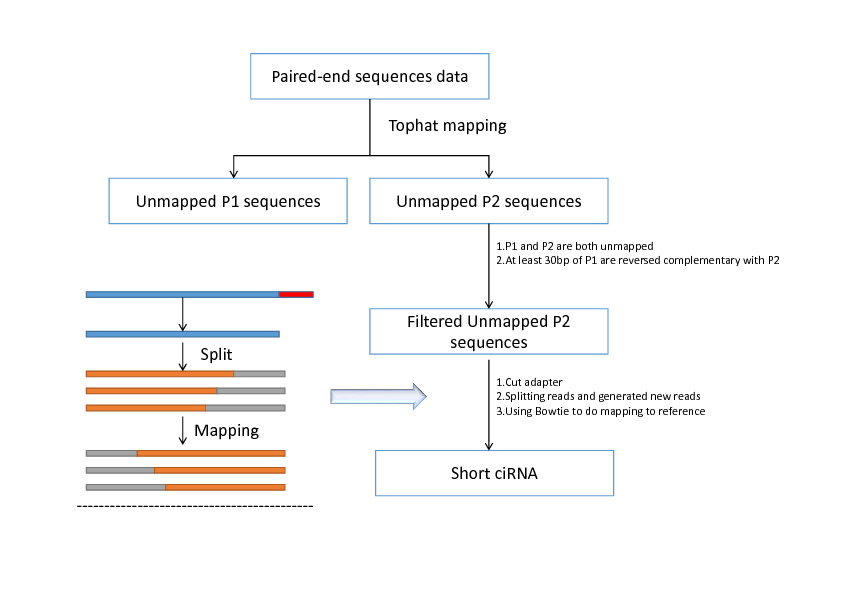 Paired-end sequences data
Tophat mapping
Unmapped P1 sequences
Unmapped P2 sequences
1.P1 and P2 are both unmapped
2.At least 30bp of P1 are reversed complementary with P2
Filtered Unmapped P2
sequences
Split
1.Cut adapter
2.Splitting reads and generated new reads
3.Using Bowtie to do mapping to reference
Mapping
Short ciRNA